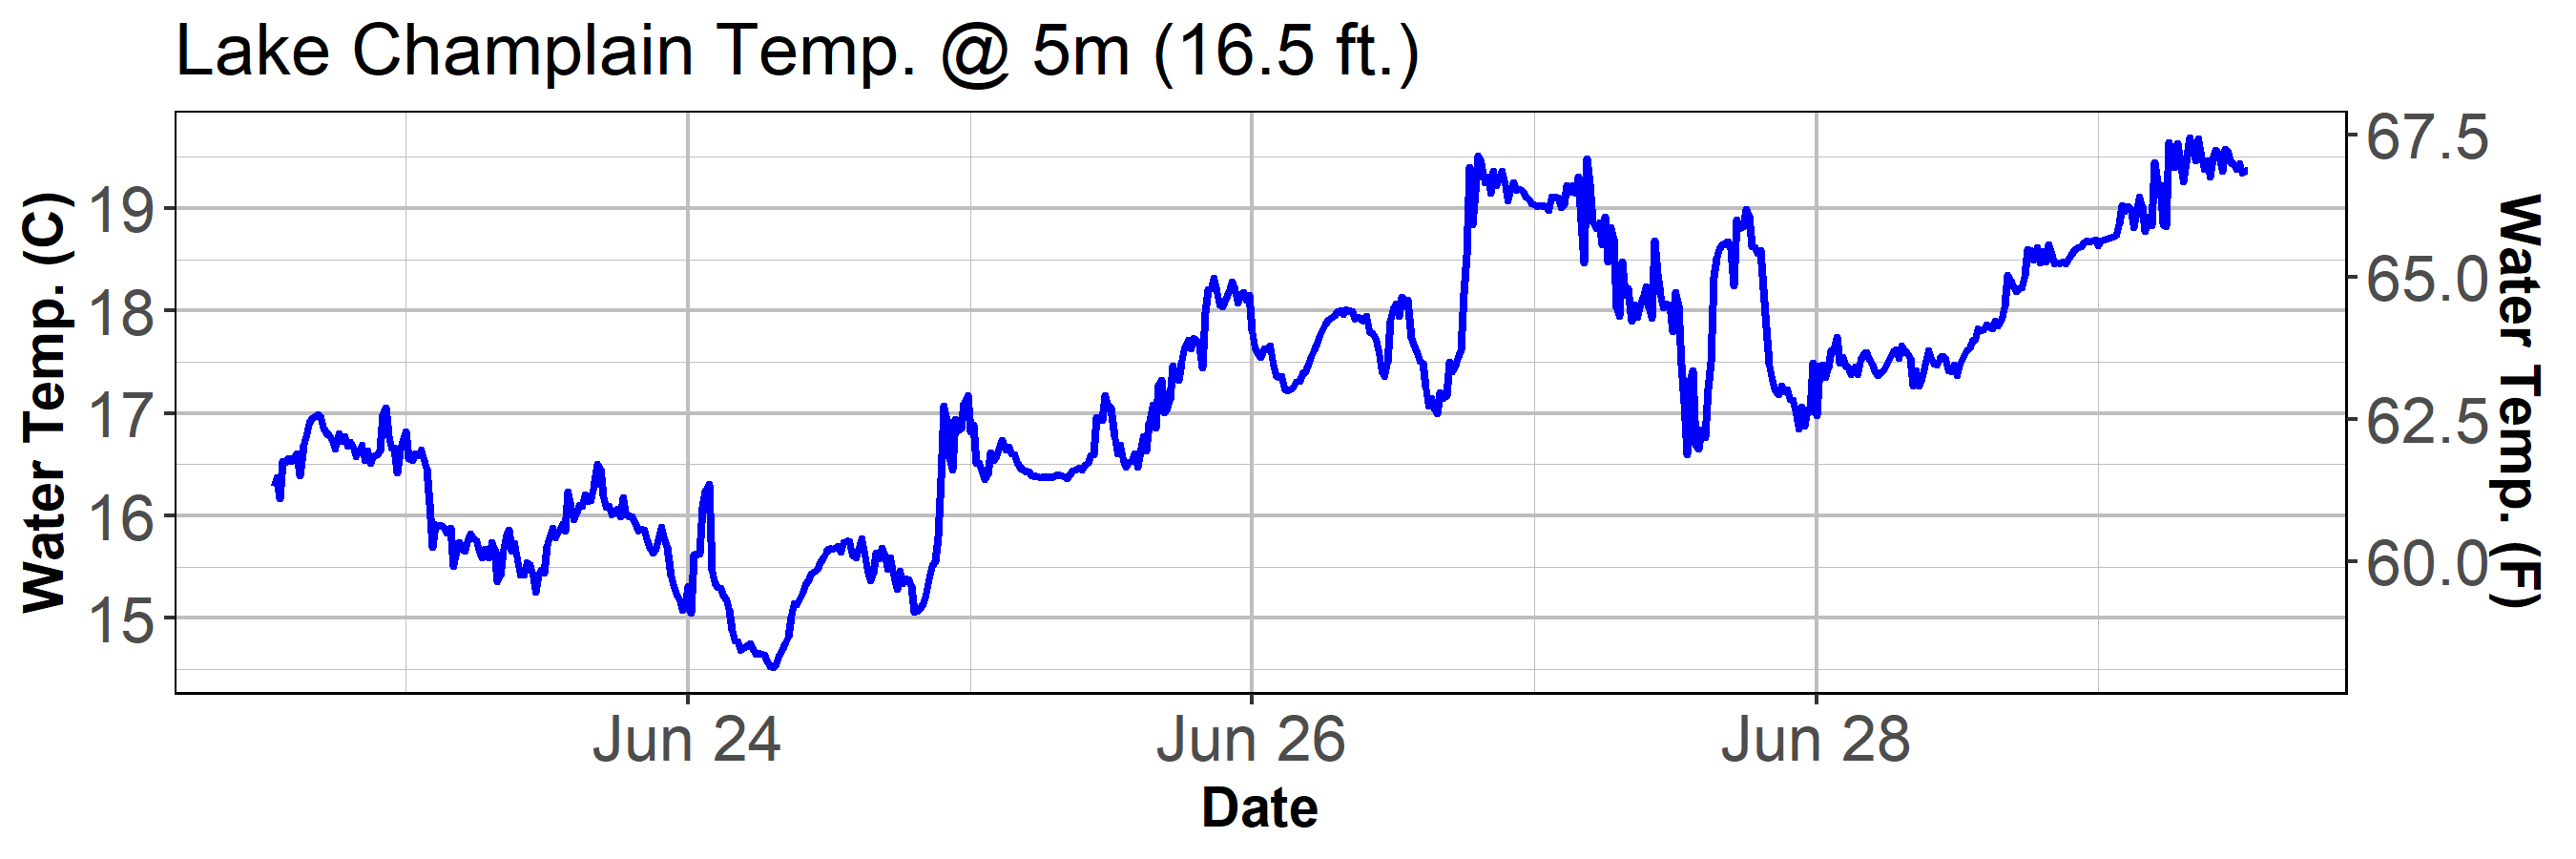 Lake Champlain Temp. @ 5m (16.5 ft.)
Water Temp. (C)
19
18
17
16
15
67.5
65.0
62.5
60.0
Water Temp. (F)
Jun 24 Jun 26 Jun 28
Date